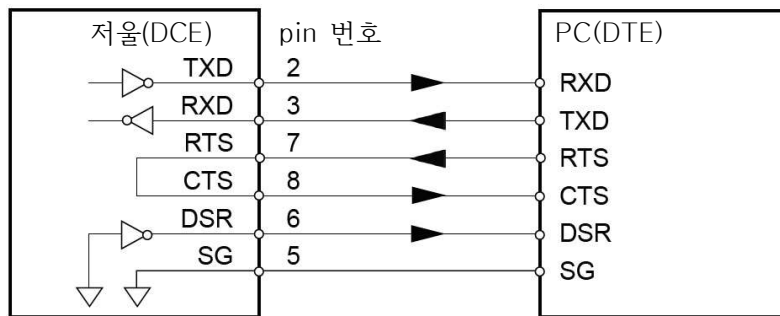 저울(DCE) pin 번호 PC(DTE)
TXD 2 RXD
RXD 3 TXD
RTS 7 RTS
CTS 8 CTS
DSR 6 DSR
SG 5 SG